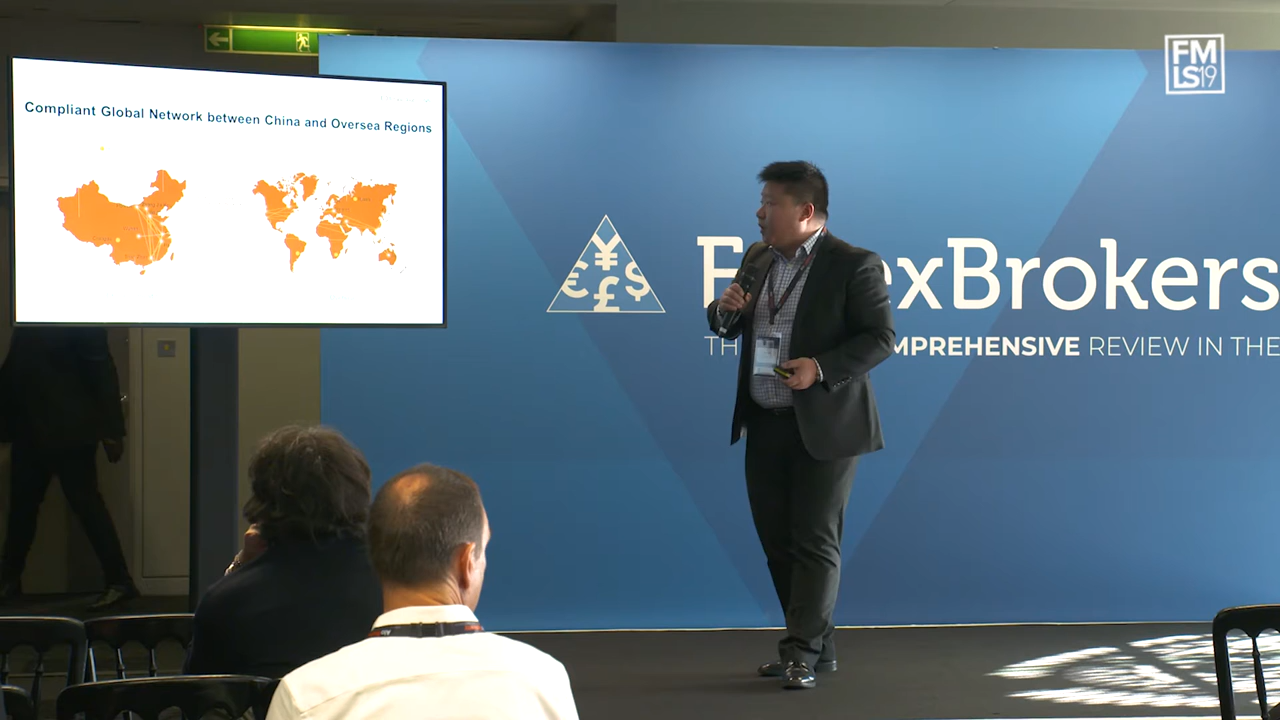 FM
LS19
Compliant Global Network between China and Oversea Regions
F exBrokers
TH MPREHENSIVE REVIEW IN THE